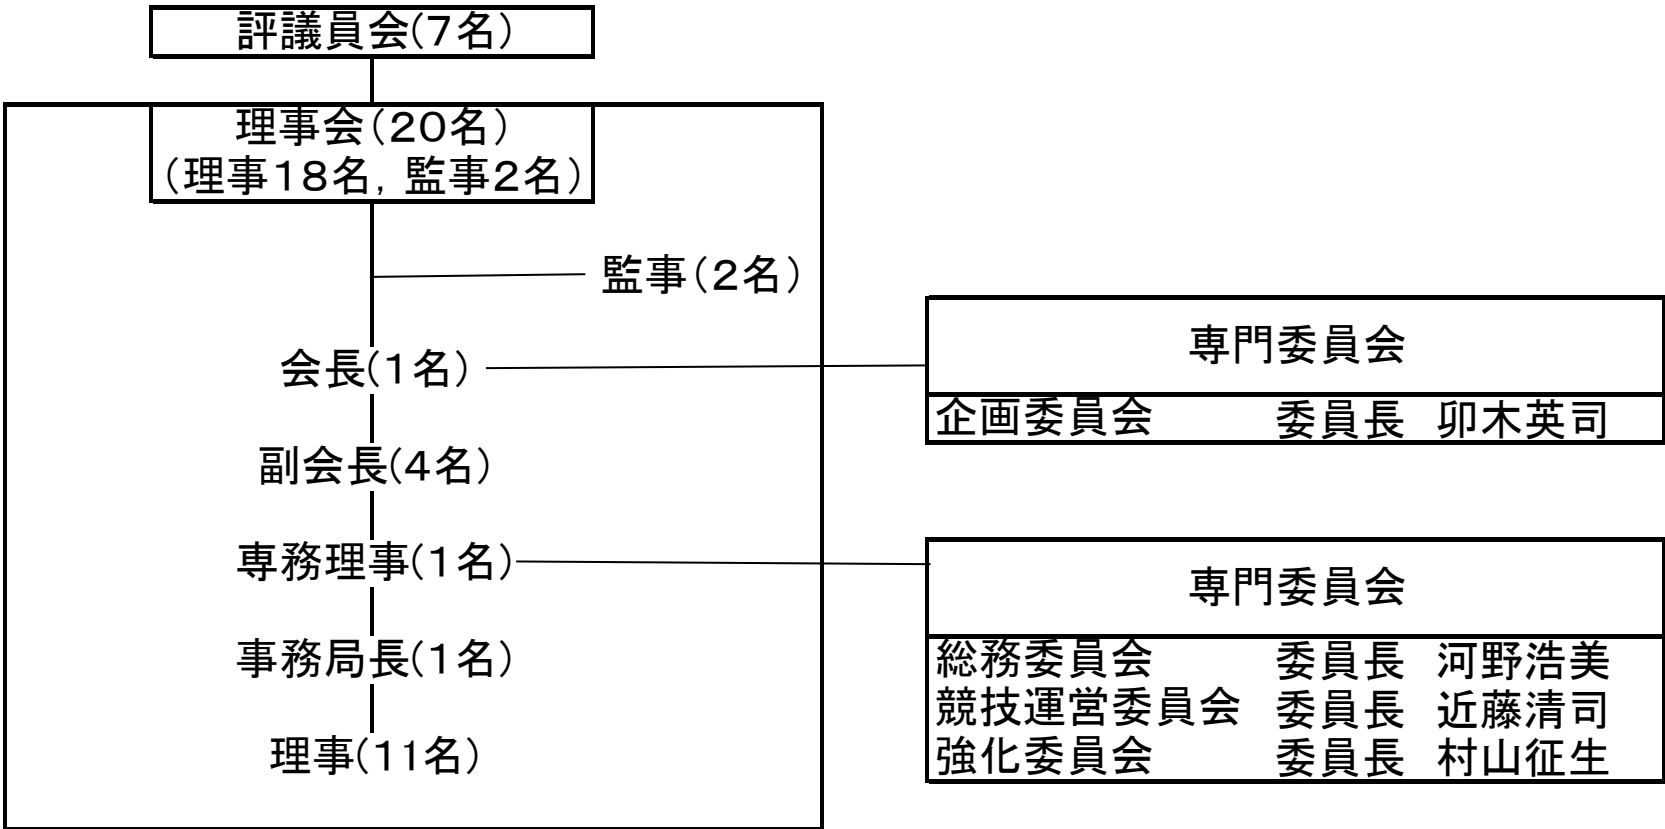 評議員会(7名)
理事会(20名)
(理事18名,監事2名)
監事(2名)
会長(1名)
副会長(4名)
専務理事(1名)
事務局長(1名)
理事(11名)
専門委員会
企画委員会 委員長 卯木英司
専門委員会
総務委員会 委員長 河野浩美
競技運営委員会 委員長 近藤清司
強化委員会 委員長 村山征生